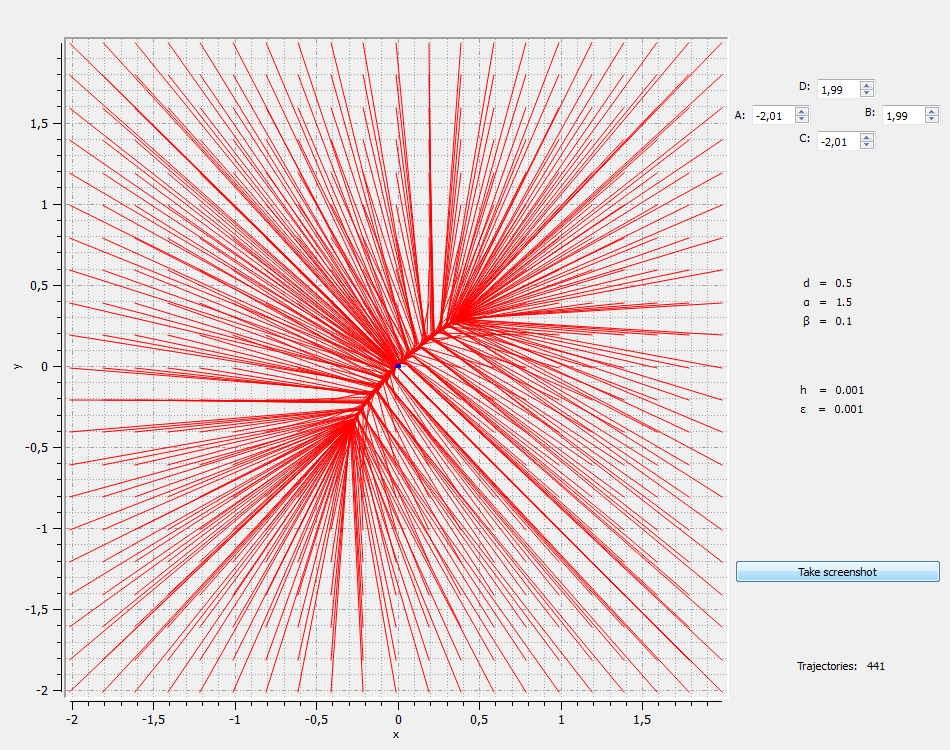 D: 1,99
A: -2,01
B: 1,99
C: -2,01
1,5
1
0,5
y
0
-0,5
-1
-1,5
-2
-2
-1,5
-1
-0,5
0
0,5
1
1,5
x
d = 0.5
α = 1.5
β = 0.1
h = 0.001
ε = 0.001
Take screenshot
Trajectories: 441